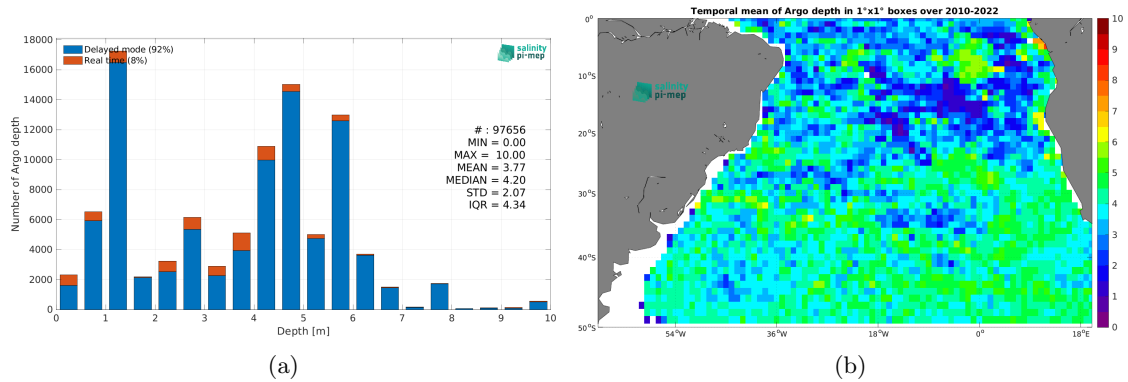 18000
16000
14000
12000
10000
8000
6000
4000
2000
0
Number of Argo depth
Delayed mode (92%)
Real time (8%)
salinity
pi-mep
# : 97656
MIN = 0.00
MAX = 10.00
MEAN = 3.77
MEDIAN = 4.20
STD = 2.07
IQR = 4.34
0 1 2 3 4 5 6 7 8 9 10
Depth [m]
(a)
Temporal mean of Argo depth in 1°x1° boxes over 2010-2022
0°
10°S
20°S
30°S
40°S
50°S
salinity
pi-mep
54°W 36°W 18°W 0° 18°E
10
9
8
7
6
5
4
3
2
1
0
(b)